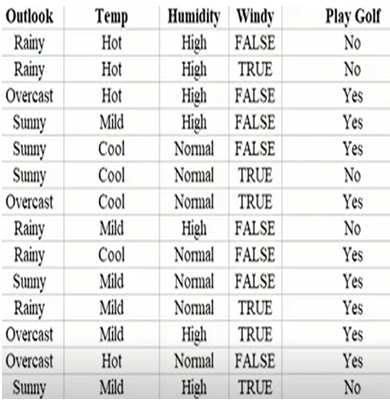 Outlook Temp Humidity Windy Play Golf
Rainy Hot High FALSE No
Rainy Hot High TRUE No
Overcast Hot High FALSE Yes
Sunny Mild High FALSE Yes
Sunny Cool Normal FALSE Yes
Sunny Cool Normal TRUE No
Overcast Cool Normal TRUE Yes
Rainy Mild High FALSE No
Rainy Cool Normal FALSE Yes
Sunny Mild Normal FALSE Yes
Rainy Mild Normal TRUE Yes
Overcast Mild High TRUE Yes
Overcast Hot Normal FALSE Yes
Sunny Mild High TRUE No